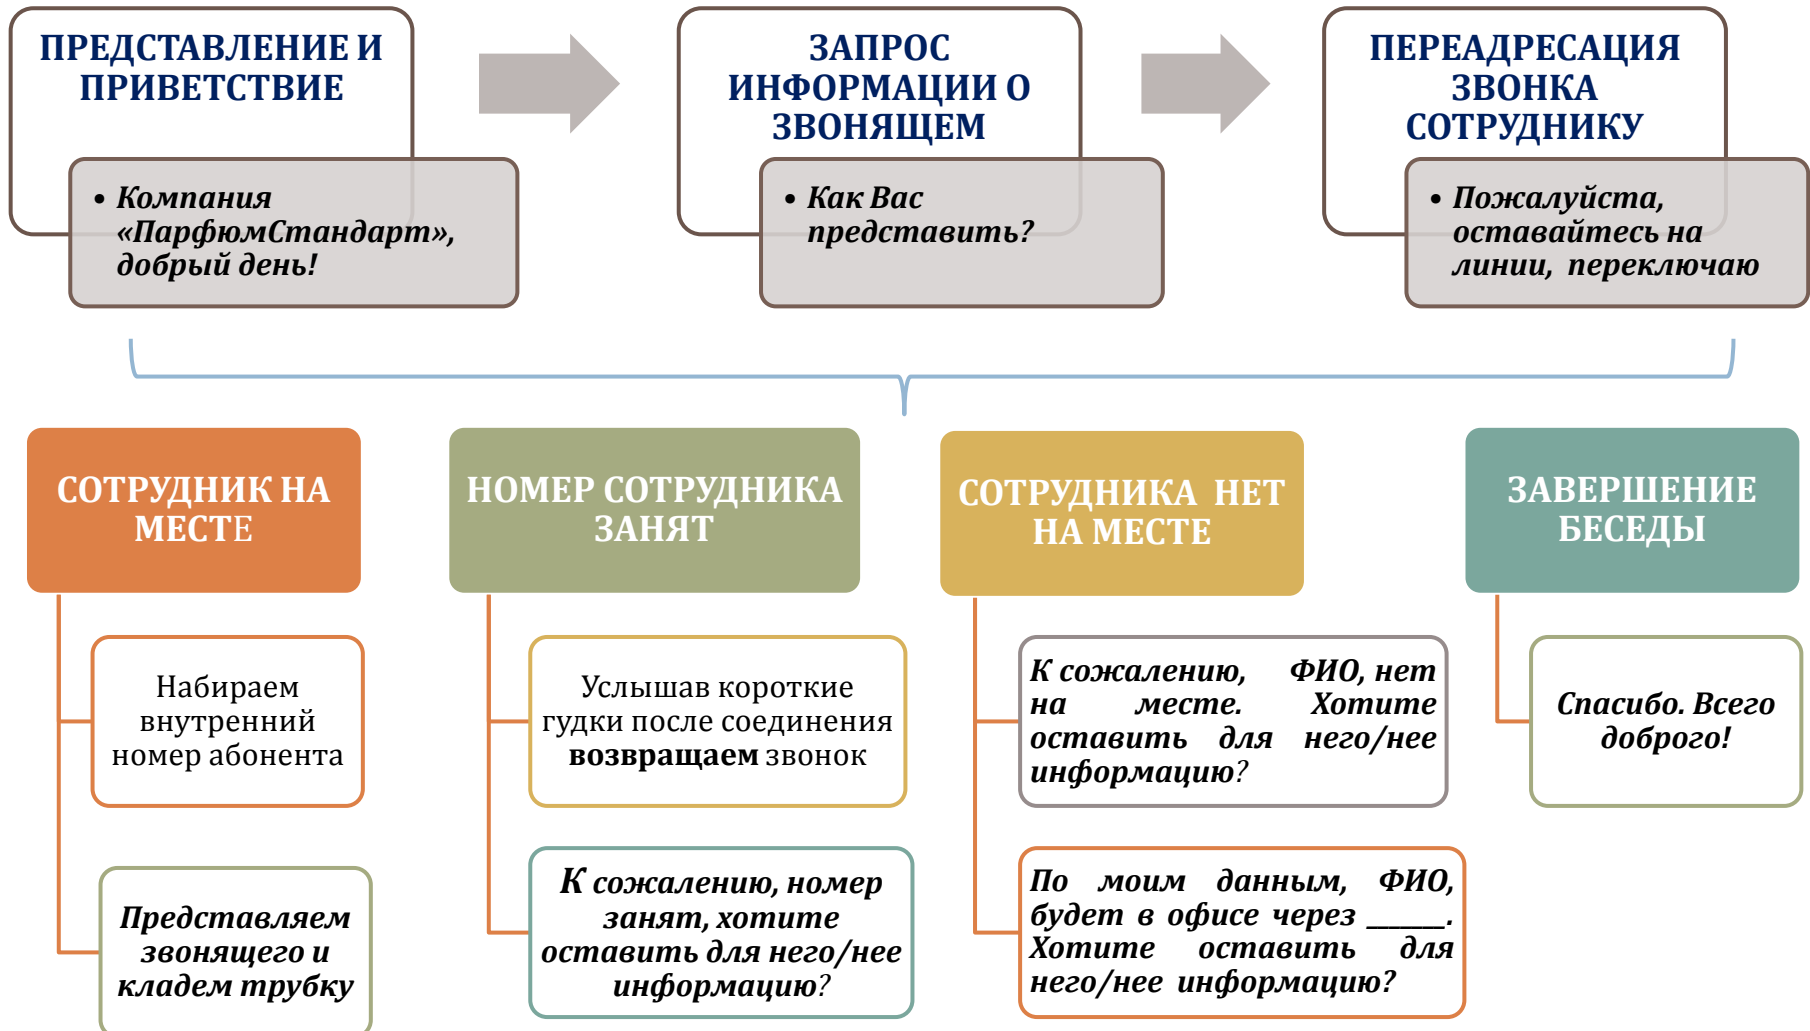 ПРЕДСТАВЛЕНИЕ И
ПРИВЕТСТВИЕ
• Компания
«ПарфюмСтандарт»,
добрый день!
ЗАПРОС
ИНФОРМАЦИИ О
ЗВОНЯЩЕМ
• Как Вас
представить?
ПЕРЕАДРЕСАЦИЯ
ЗВОНКА
СОТРУДНИКУ
• Пожалуйста,
оставайтесь на
линии, переключаю
СОТРУДНИК НА
МЕСТЕ
Набираем
внутренний
номер абонента
Представляем
звонящего и
кладем трубку
НОМЕР СОТРУДНИКА
ЗАНЯТ
Услышав короткие
гудки после соединения
возвращаем звонок
К сожалению, номер
занят, хотите
оставить для него/нее
информацию?
СОТРУДНИКА НЕТ
НА МЕСТЕ
К сожалению, ФИО, нет
на месте. Хотите
оставить для него/нее
информацию?
По моим данным, ФИО,
будет в офисе через ______.
Хотите оставить для
него/нее информацию?
ЗАВЕРШЕНИЕ
БЕСЕДЫ
Спасибо. Всего
доброго!